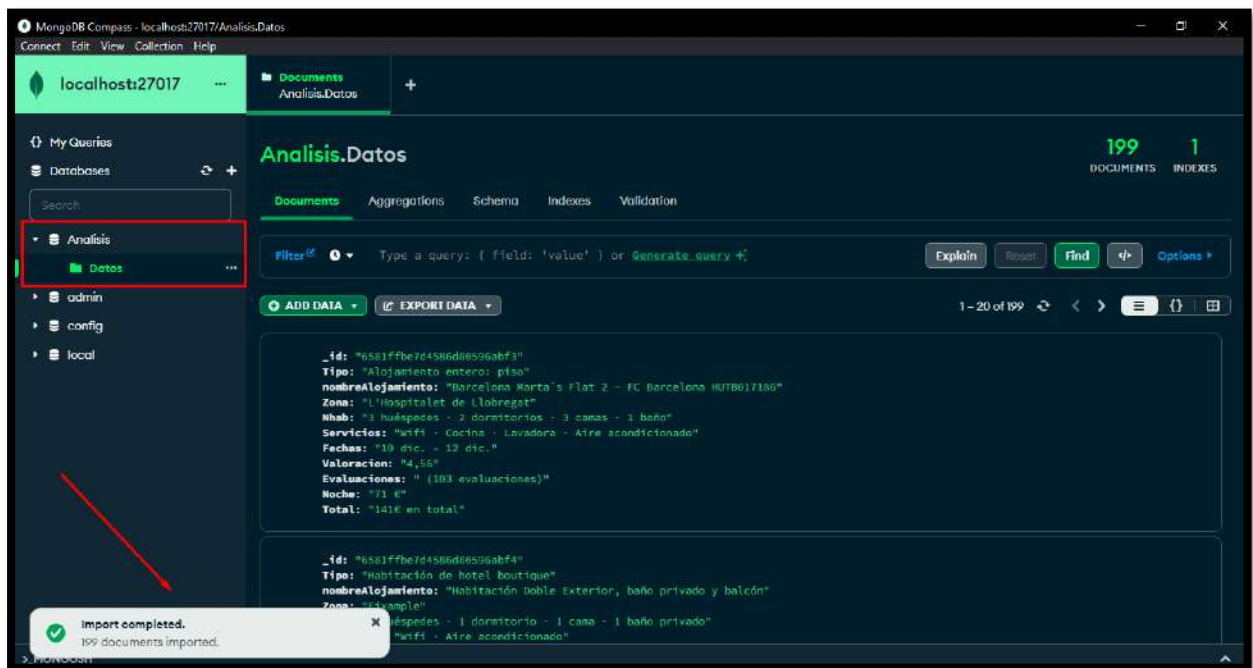 MongoDB Compass - localhost:27017/Analisis.Datos
Connect Edit View Collection Help
localhost:27017 ...
Documents
Analisis.Datos
+
{} My Queries
Databases
Search
Analisis
Datos ...
admin
config
local
Analisis.Datos
199 DOCUMENTS
1 INDEXES
Documents Aggregations Schema Indexes Validation
Filter Type a query: { field: 'value' } or Generate query Explain Reset Find </> Options
ADD DATA EXPORT DATA 1 – 20 of 199 {}
_id: "6581ffbe7d4586d80596abf3"
Tipo: "Alojamiento entero: piso"
nombreAlojamiento: "Barcelona Marta´s Flat 2 - FC Barcelona HUTB017186"
Zona: "L'Hospitalet de Llobregat"
Nhab: "3 huéspedes - 2 dormitorios - 3 camas - 1 baño"
Servicios: "Wifi - Cocina - Lavadora - Aire acondicionado"
Fechas: "10 dic. – 12 dic."
Valoracion: "4,56"
Evaluaciones: " (103 evaluaciones)"
Noche: "71 €"
Total: "141€ en total"
_id: "6581ffbe7d4586d80596abf4"
Tipo: "Habitación de hotel boutique"
nombreAlojamiento: "Habitación Doble Exterior, baño privado y balcón"
Zona: "Eixample"
uéspedes - 1 dormitorio - 1 cama - 1 baño privado"
"Wifi - Aire acondicionado"
Import completed.
199 documents imported.
>_MONGOSH